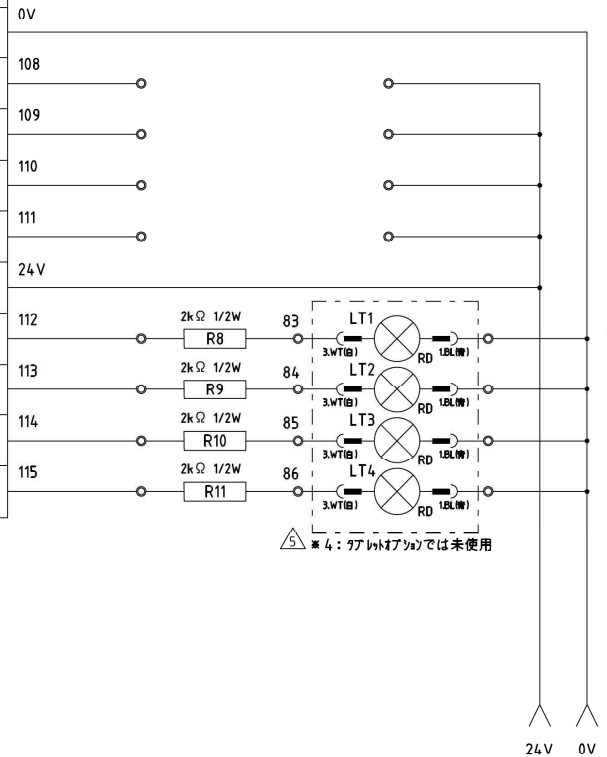 0V
108
109
110
111
24V
112
2kΩ 1/2W
R8
83
LT1
3.WT(白)
RD
1.BL(青)
113
2kΩ 1/2W
R9
84
LT2
3.WT(白)
RD
1.BL(青)
114
2kΩ 1/2W
R10
85
LT3
3.WT(白)
RD
1.BL(青)
115
2kΩ 1/2W
R11
86
LT4
3.WT(白)
RD
1.BL(青)
5 ※4:タブレットオプションでは未使用
24V 0V